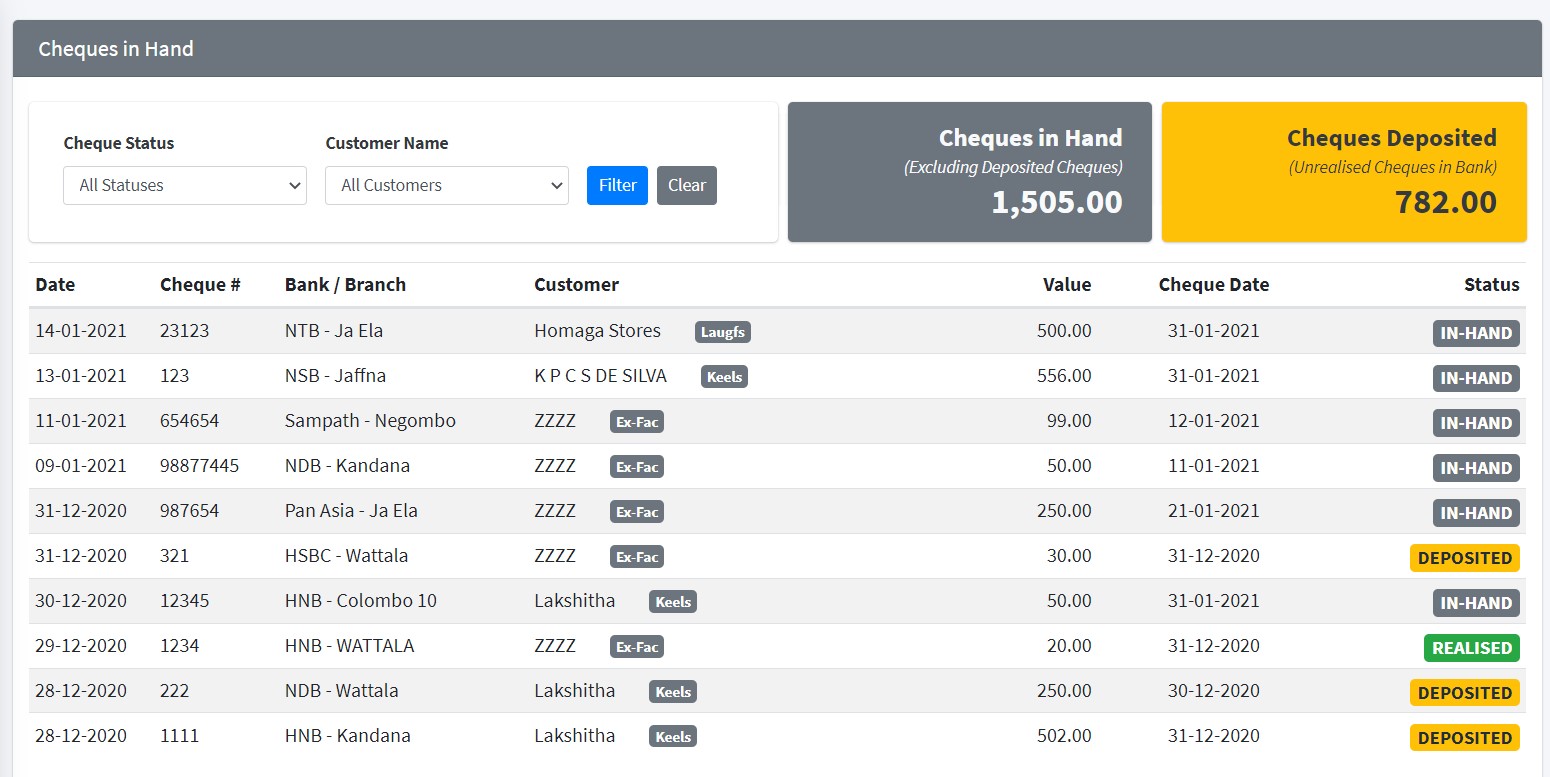 Cheques in Hand
Cheque Status Customer Name
All Statuses All Customers Filter Clear
Cheques in Hand
(Excluding Deposited Cheques)
1,505.00
Cheques Deposited
(Unrealised Cheques in Bank)
782.00
Date Cheque # Bank / Branch Customer Value Cheque Date Status
14-01-2021 23123 NTB - Ja Ela Homaga Stores Laugfs 500.00 31-01-2021 IN-HAND
13-01-2021 123 NSB - Jaffna K P C S DE SILVA Keels 556.00 31-01-2021 IN-HAND
11-01-2021 654654 Sampath - Negombo ZZZZ Ex-Fac 99.00 12-01-2021 IN-HAND
09-01-2021 98877445 NDB - Kandana ZZZZ Ex-Fac 50.00 11-01-2021 IN-HAND
31-12-2020 987654 Pan Asia - Ja Ela ZZZZ Ex-Fac 250.00 21-01-2021 IN-HAND
31-12-2020 321 HSBC - Wattala ZZZZ Ex-Fac 30.00 31-12-2020 DEPOSITED
30-12-2020 12345 HNB - Colombo 10 Lakshitha Keels 50.00 31-01-2021 IN-HAND
29-12-2020 1234 HNB - WATTALA ZZZZ Ex-Fac 20.00 31-12-2020 REALISED
28-12-2020 222 NDB - Wattala Lakshitha Keels 250.00 30-12-2020 DEPOSITED
28-12-2020 1111 HNB - Kandana Lakshitha Keels 502.00 31-12-2020 DEPOSITED